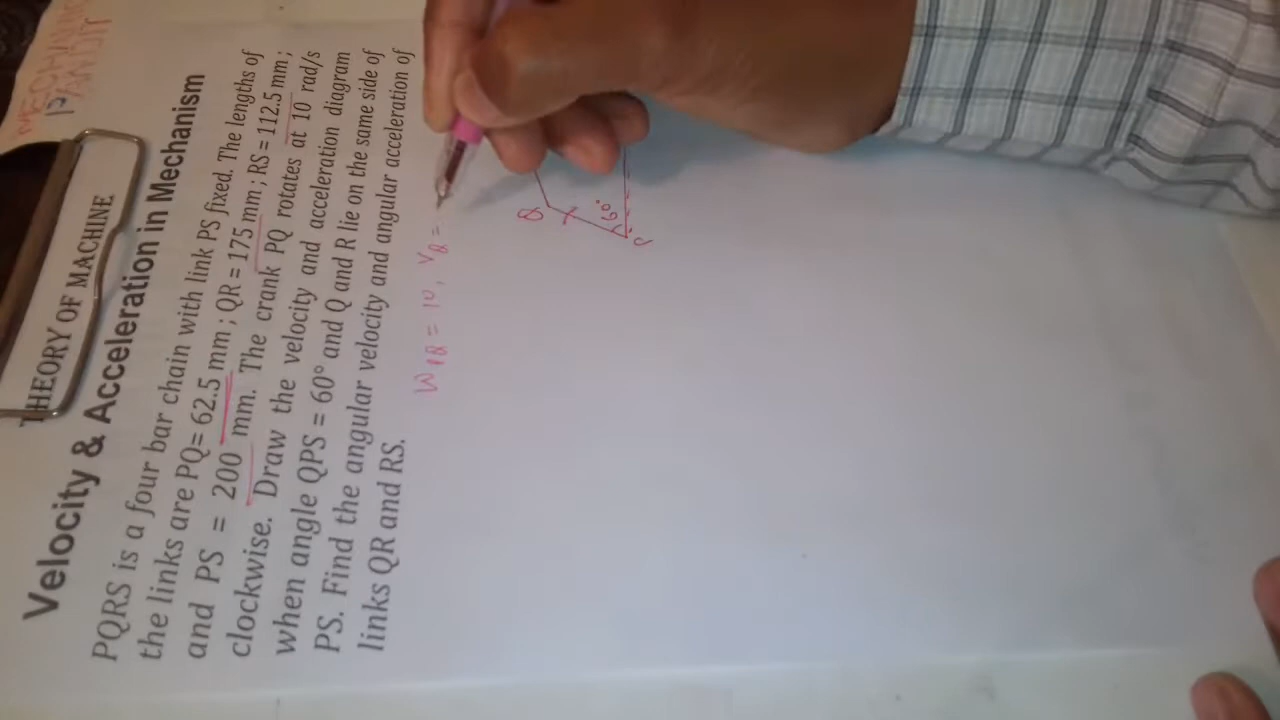 MECHANIC
PANDIT
THEORY OF MACHINE
Velocity & Acceleration in Mechanism
PQRS is a four bar chain with link PS fixed. The lengths of
the links are PQ= 62.5 mm ; QR = 175 mm ; RS = 112.5 mm ;
and PS = 200 mm. The crank PQ rotates at 10 rad/s
clockwise. Draw the velocity and acceleration diagram
when angle QPS = 60° and Q and R lie on the same side of
PS. Find the angular velocity and angular acceleration of
links QR and RS.
WPQ = 10, VQ =
Q
60°
P